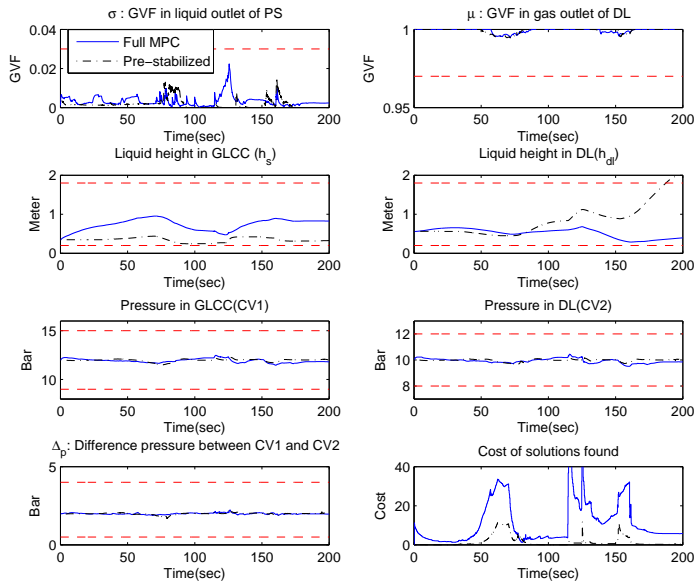 σ : GVF in liquid outlet of PS
0.04
0.02
0
GVF
Full MPC
Pre−stabilized
0 50 100 150 200
Time(sec)
μ : GVF in gas outlet of DL
1
0.95
GVF
0 50 100 150 200
Time(sec)
Liquid height in GLCC (hs)
2
1
0
Meter
0 50 100 150 200
Time(sec)
Liquid height in DL(hdl)
2
1
0
Meter
0 50 100 150 200
Time(sec)
Pressure in GLCC(CV1)
15
10
Bar
0 50 100 150 200
Time(sec)
Pressure in DL(CV2)
12
10
8
Bar
0 50 100 150 200
Time(sec)
Δp: Difference pressure between CV1 and CV2
5
0
Bar
0 50 100 150 200
Time(sec)
Cost of solutions found
40
20
0
Cost
0 50 100 150 200
Time(sec)